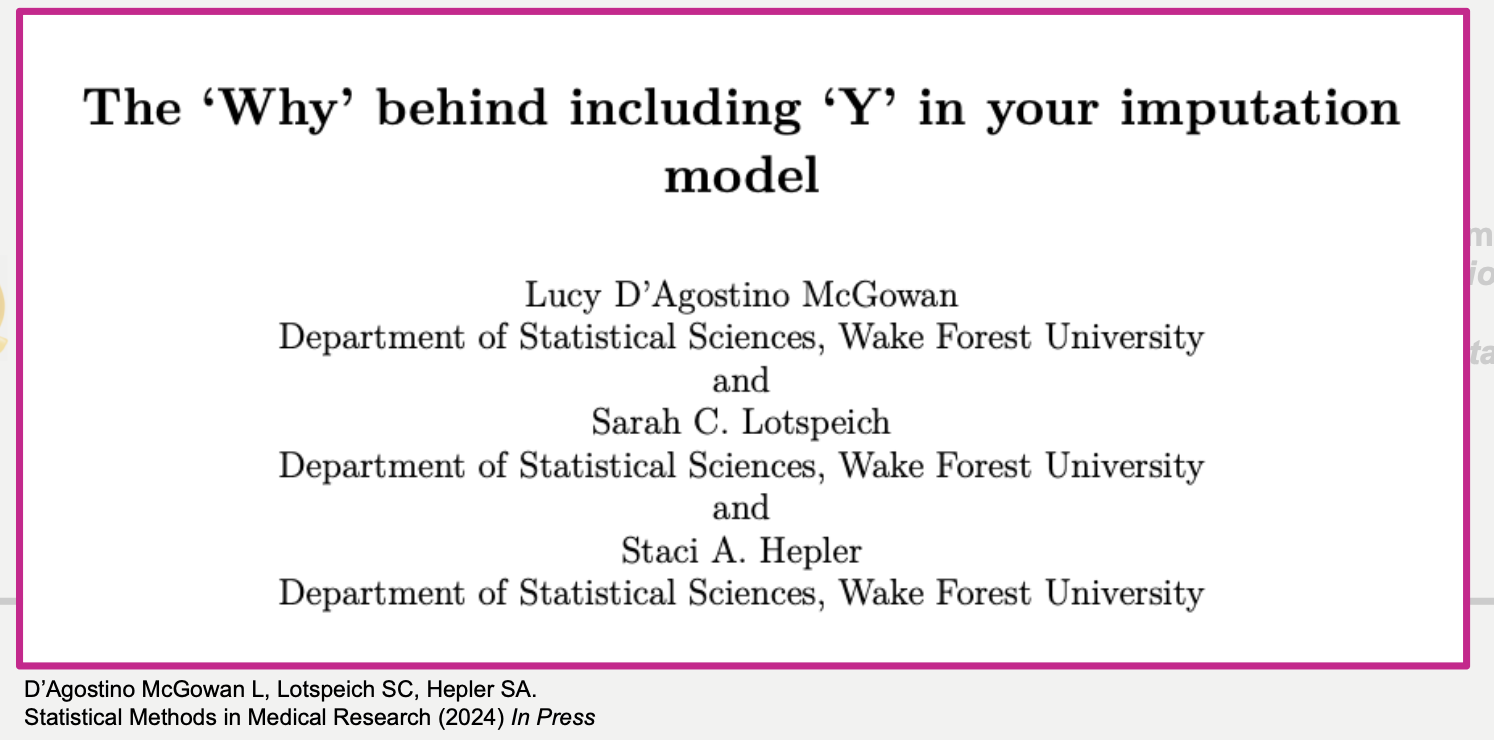 The ‘Why’ behind including ‘Y’ in your imputation
model
Lucy D’Agostino McGowan
Department of Statistical Sciences, Wake Forest University
and
Sarah C. Lotspeich
Department of Statistical Sciences, Wake Forest University
and
Staci A. Hepler
Department of Statistical Sciences, Wake Forest University
D’Agostino McGowan L, Lotspeich SC, Hepler SA.
Statistical Methods in Medical Research (2024) In Press